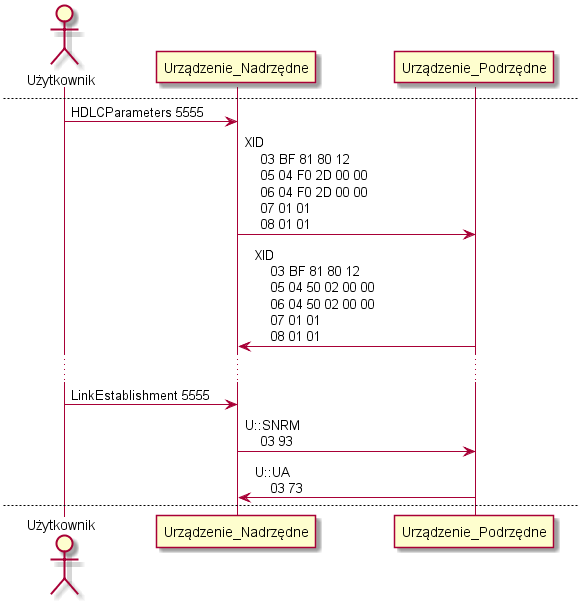 Użytkownik
Urządzenie_Nadrzędne
Urządzenie_Podrzędne
HDLCParameters 5555
XID
03 BF 81 80 12
05 04 F0 2D 00 00
06 04 F0 2D 00 00
07 01 01
08 01 01
XID
03 BF 81 80 12
05 04 50 02 00 00
06 04 50 02 00 00
07 01 01
08 01 01
LinkEstablishment 5555
U::SNRM
03 93
U::UA
03 73
Użytkownik
Urządzenie_Nadrzędne
Urządzenie_Podrzędne